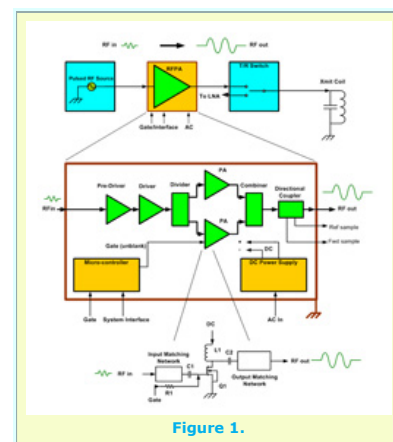 RF in
RF out
Pulsed RF Source
RFPA
T/R Switch
Xmit Coil
To LNA
Gate/Interface
AC
PA
Pre-Driver
Driver
Divider
Combiner
Directional
Coupler
RFin
RF out
Ref sample
Fwd sample
PA
Gate (unblank)
DC
Micro-controller
DC Power Supply
Gate
System Interface
AC In
DC
L1
C2
Input Matching
Network
RF out
RF in
C1
Output Matching
Network
R1
Q1
Gate
Figure 1.